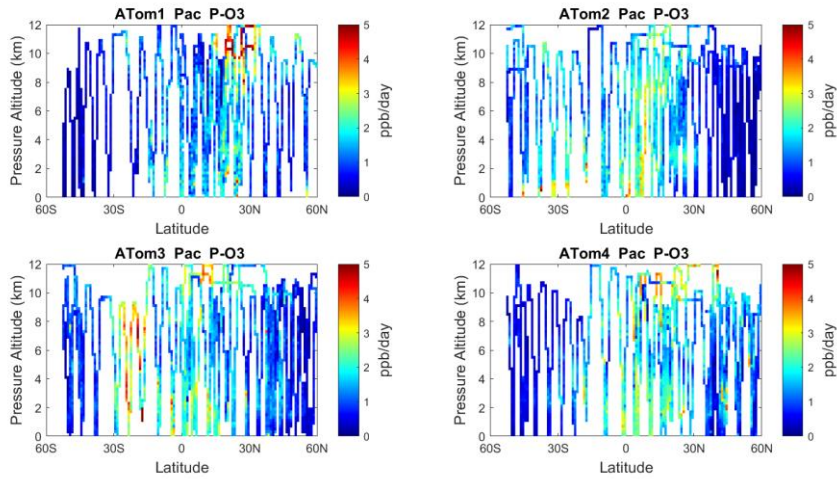 ATom1 Pac P-O3
Pressure Altitude (km)
12
10
8
6
4
2
0
60S 30S 0 30N 60N
Latitude
5
4
3
2
1
0
ppb/day
ATom2 Pac P-O3
Pressure Altitude (km)
12
10
8
6
4
2
0
60S 30S 0 30N 60N
Latitude
5
4
3
2
1
0
ppb/day
ATom3 Pac P-O3
Pressure Altitude (km)
12
10
8
6
4
2
0
60S 30S 0 30N 60N
Latitude
5
4
3
2
1
0
ppb/day
ATom4 Pac P-O3
Pressure Altitude (km)
12
10
8
6
4
2
0
60S 30S 0 30N 60N
Latitude
5
4
3
2
1
0
ppb/day